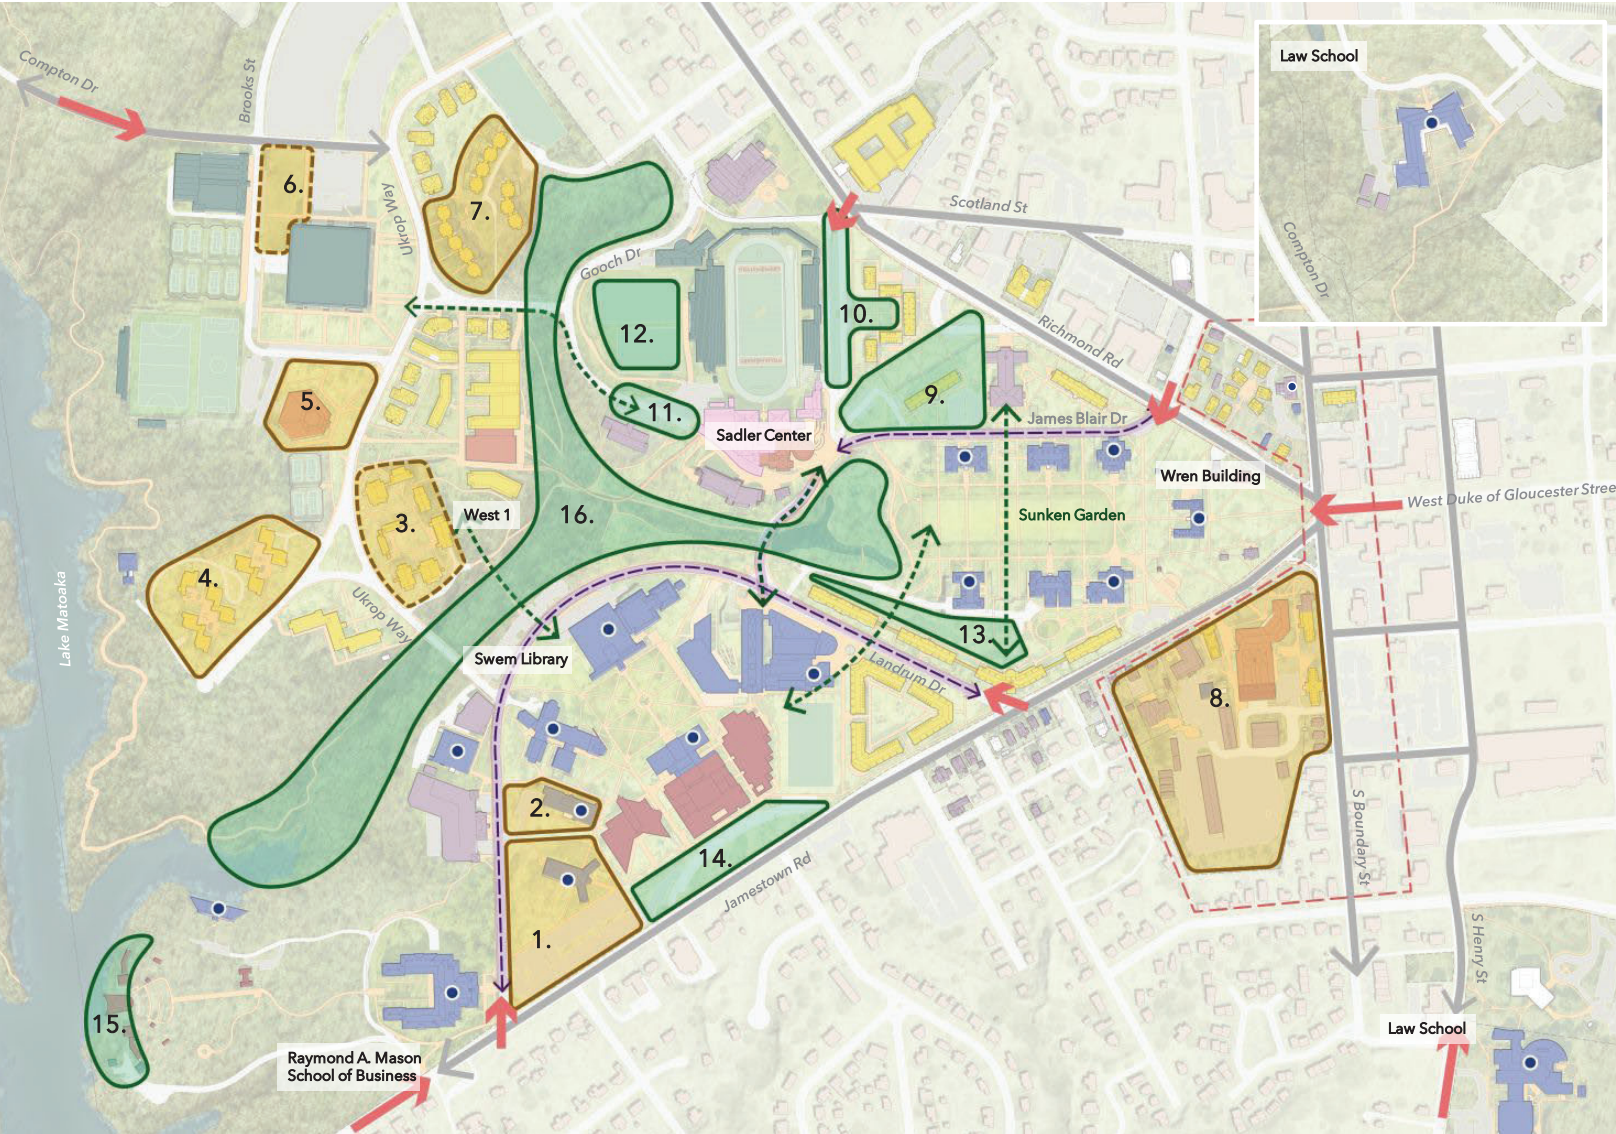 Law School
Compton Dr
Compton Dr
Brooks St
Ukrop Way
6.
7.
Scotland St
Gooch Dr
12.
10.
Richmond Rd
5.
11.
9.
James Blair Dr
Sadler Center
Wren Building
West Duke of Gloucester Stree
3.
West 1
16.
Sunken Garden
4.
Lake Matoaka
Ukrop Way
Swem Library
13.
Landrum Dr
8.
2.
14.
Jamestown Rd
S Boundary St
1.
S Henry St
15.
Law School
Raymond A. Mason
School of Business